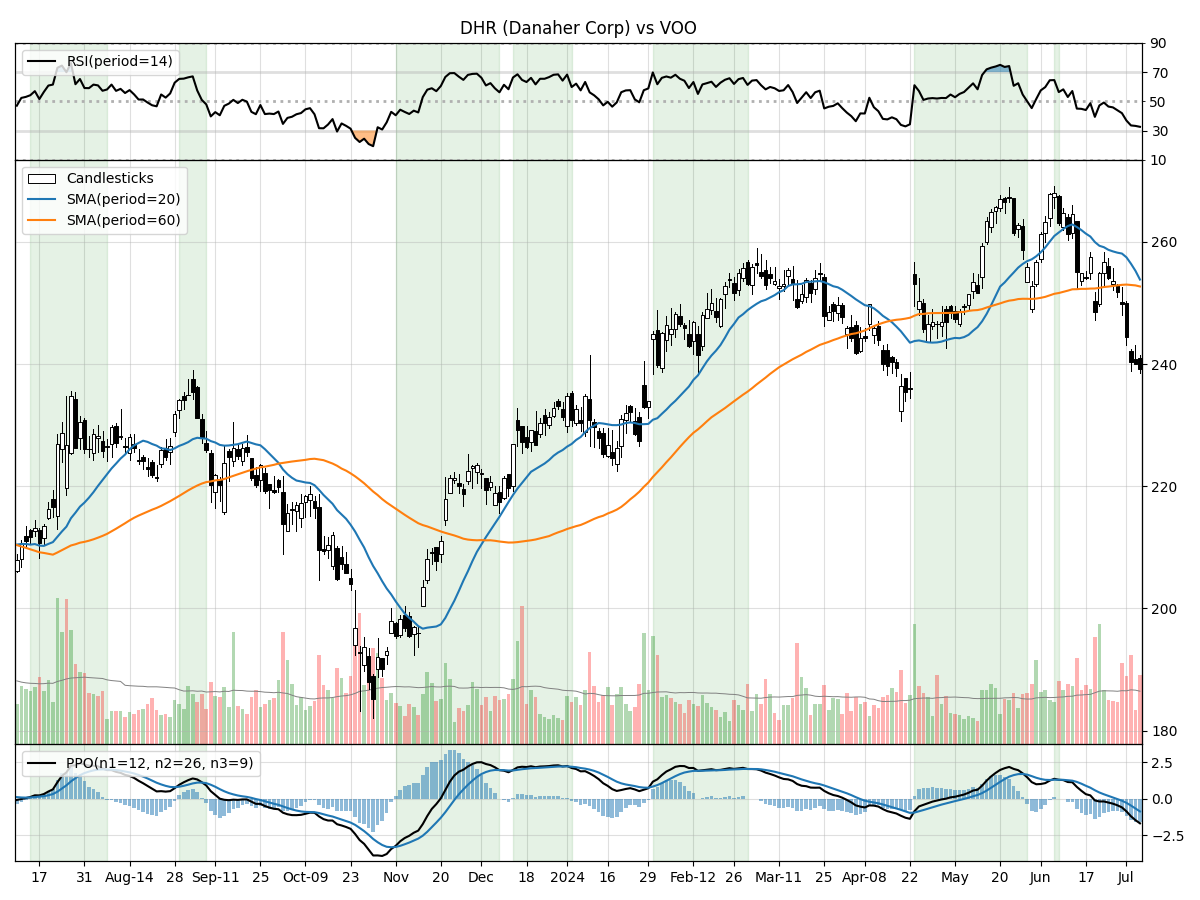 DHR (Danaher Corp) vs VOO
RSI(period=14)
90
70
50
30
10
Candlesticks
SMA(period=20)
SMA(period=60)
260
240
220
200
180
PPO(n1=12, n2=26, n3=9)
2.5
0.0
−2.5
17 31 Aug-14 28 Sep-11 25 Oct-09 23 Nov 20 Dec 18 2024 16 29 Feb-12 26 Mar-11 25 Apr-08 22 May 20 Jun 17 Jul